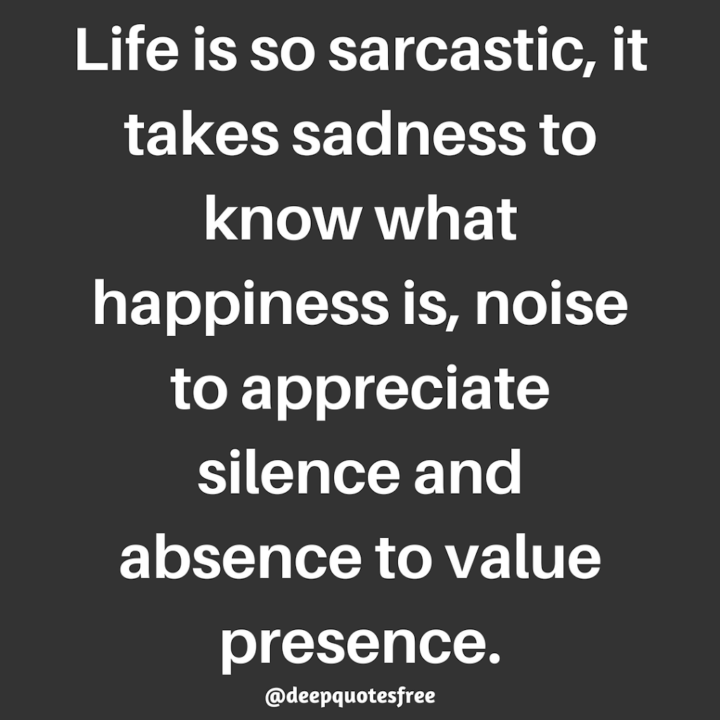 Life is so sarcastic, it
takes sadness to
know what
happiness is, noise
to appreciate
silence and
absence to value
presence.
@deepquotesfree